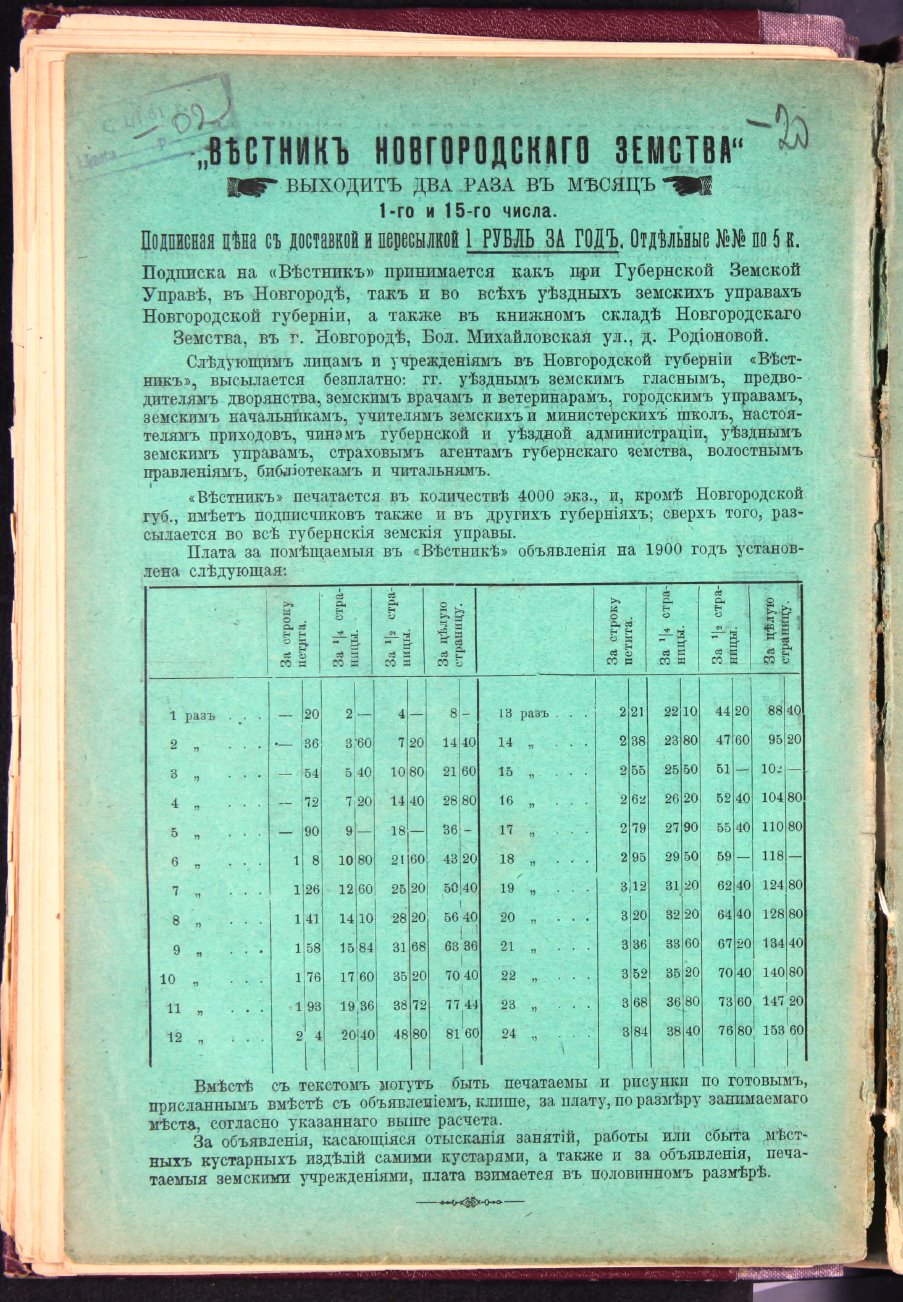 -02
-20
„ВѢСТНИКЪ НОВГОРОДСКАГО ЗЕМСТВА“
ВЫХОДИТЪ ДВА РАЗА ВЪ МѢСЯЦЪ
1-го и 15-го числа.
Подписная цѣна съ доставкой и пересылкой 1 РУБЛЬ ЗА ГОДЪ. Отдѣльные №№ по 5 к.
Подписка на «Вѣстникъ» принимается какъ при Губернской Земской
Управѣ, въ Новгородѣ, такъ и во всѣхъ уѣздныхъ земскихъ управахъ
Новгородской губерніи, а также въ книжномъ складѣ Новгородскаго
Земства, въ г. Новгородѣ, Бол. Михайловская ул., д. Родіоновой.
Слѣдующимъ лицамъ и учрежденіямъ въ Новгородской губерніи «Вѣст-
никъ», высылается безплатно: гг. уѣзднымъ земскимъ гласнымъ, предво-
дителямъ дворянства, земскимъ врачамъ и ветеринарамъ, городскимъ управамъ,
земскимъ начальникамъ, учителямъ земскихъ и министерскихъ школъ, настоя-
телямъ приходовъ, чинэмъ губернской и уѣздной администраціи, уѣзднымъ
земскимъ управамъ, страховымъ агентамъ губернскаго земства, волостнымъ
правленіямъ, библіотекамъ и читальнямъ.
«Вѣстникъ» печатается въ количествѣ 4000 экз., и, кромѣ Новгородской
губ., имѣетъ подписчиковъ также и въ другихъ губерніяхъ; сверхъ того, раз-
сылается во всѣ губернскія земскія управы.
Плата за помѣщаемыя въ «Вѣстникѣ» объявленія на 1900 годъ установ-
лена слѣдующая:
За строку петита. За 1/4 стра-ницы. За 1/2 стра-ницы. За цѣлую страницу. За строку петита. За 1/4 стра-ницы. За 1/2 стра-ницы. За цѣлую страницу.
1 разъ . . . — 20 2 — 4 — 8 – 13 разъ . . . 2 21 22 10 44 20 88 40
2 „ . . . — 36 3 60 7 20 14 40 14 „ . . . 2 38 23 80 47 60 95 20
3 „ . . . — 54 5 40 10 80 21 60 15 „ . . . 2 55 25 50 51 — 102 —
4 „ . . . — 72 7 20 14 40 28 80 16 „ . . . 2 62 26 20 52 40 104 80
5 „ . . . — 90 9 — 18 — 36 – 17 „ . . . 2 79 27 90 55 40 110 80
6 „ . . . 1 8 10 80 21 60 43 20 18 „ . . . 2 95 29 50 59 — 118 —
7 „ . . . 1 26 12 60 25 20 50 40 19 „ . . . 3 12 31 20 62 40 124 80
8 „ . . . 1 41 14 10 28 20 56 40 20 „ . . . 3 20 32 20 64 40 128 80
9 „ . . . 1 58 15 84 31 68 63 36 21 „ . . . 3 36 33 60 67 20 134 40
10 „ . . . 1 76 17 60 35 20 70 40 22 „ . . . 3 52 35 20 70 40 140 80
11 „ . . . 1 93 19 36 38 72 77 44 23 „ . . . 3 68 36 80 73 60 147 20
12 „ . . . 2 4 20 40 48 80 81 60 24 „ . . . 3 84 38 40 76 80 153 60
Вмѣстѣ съ текстомъ могутъ быть печатаемы и рисунки по готовымъ,
присланнымъ вмѣстѣ съ объявленіемъ, клише, за плату, по размѣру занимаемаго
мѣста, согласно указаннаго выше расчета.
За объявленія, касающіяся отысканія занятій, работы или сбыта мѣст-
ныхъ кустарныхъ издѣлій самими кустарями, а также и за объявленія, печа-
таемыя земскими учрежденіями, плата взимается въ половинномъ размѣрѣ.